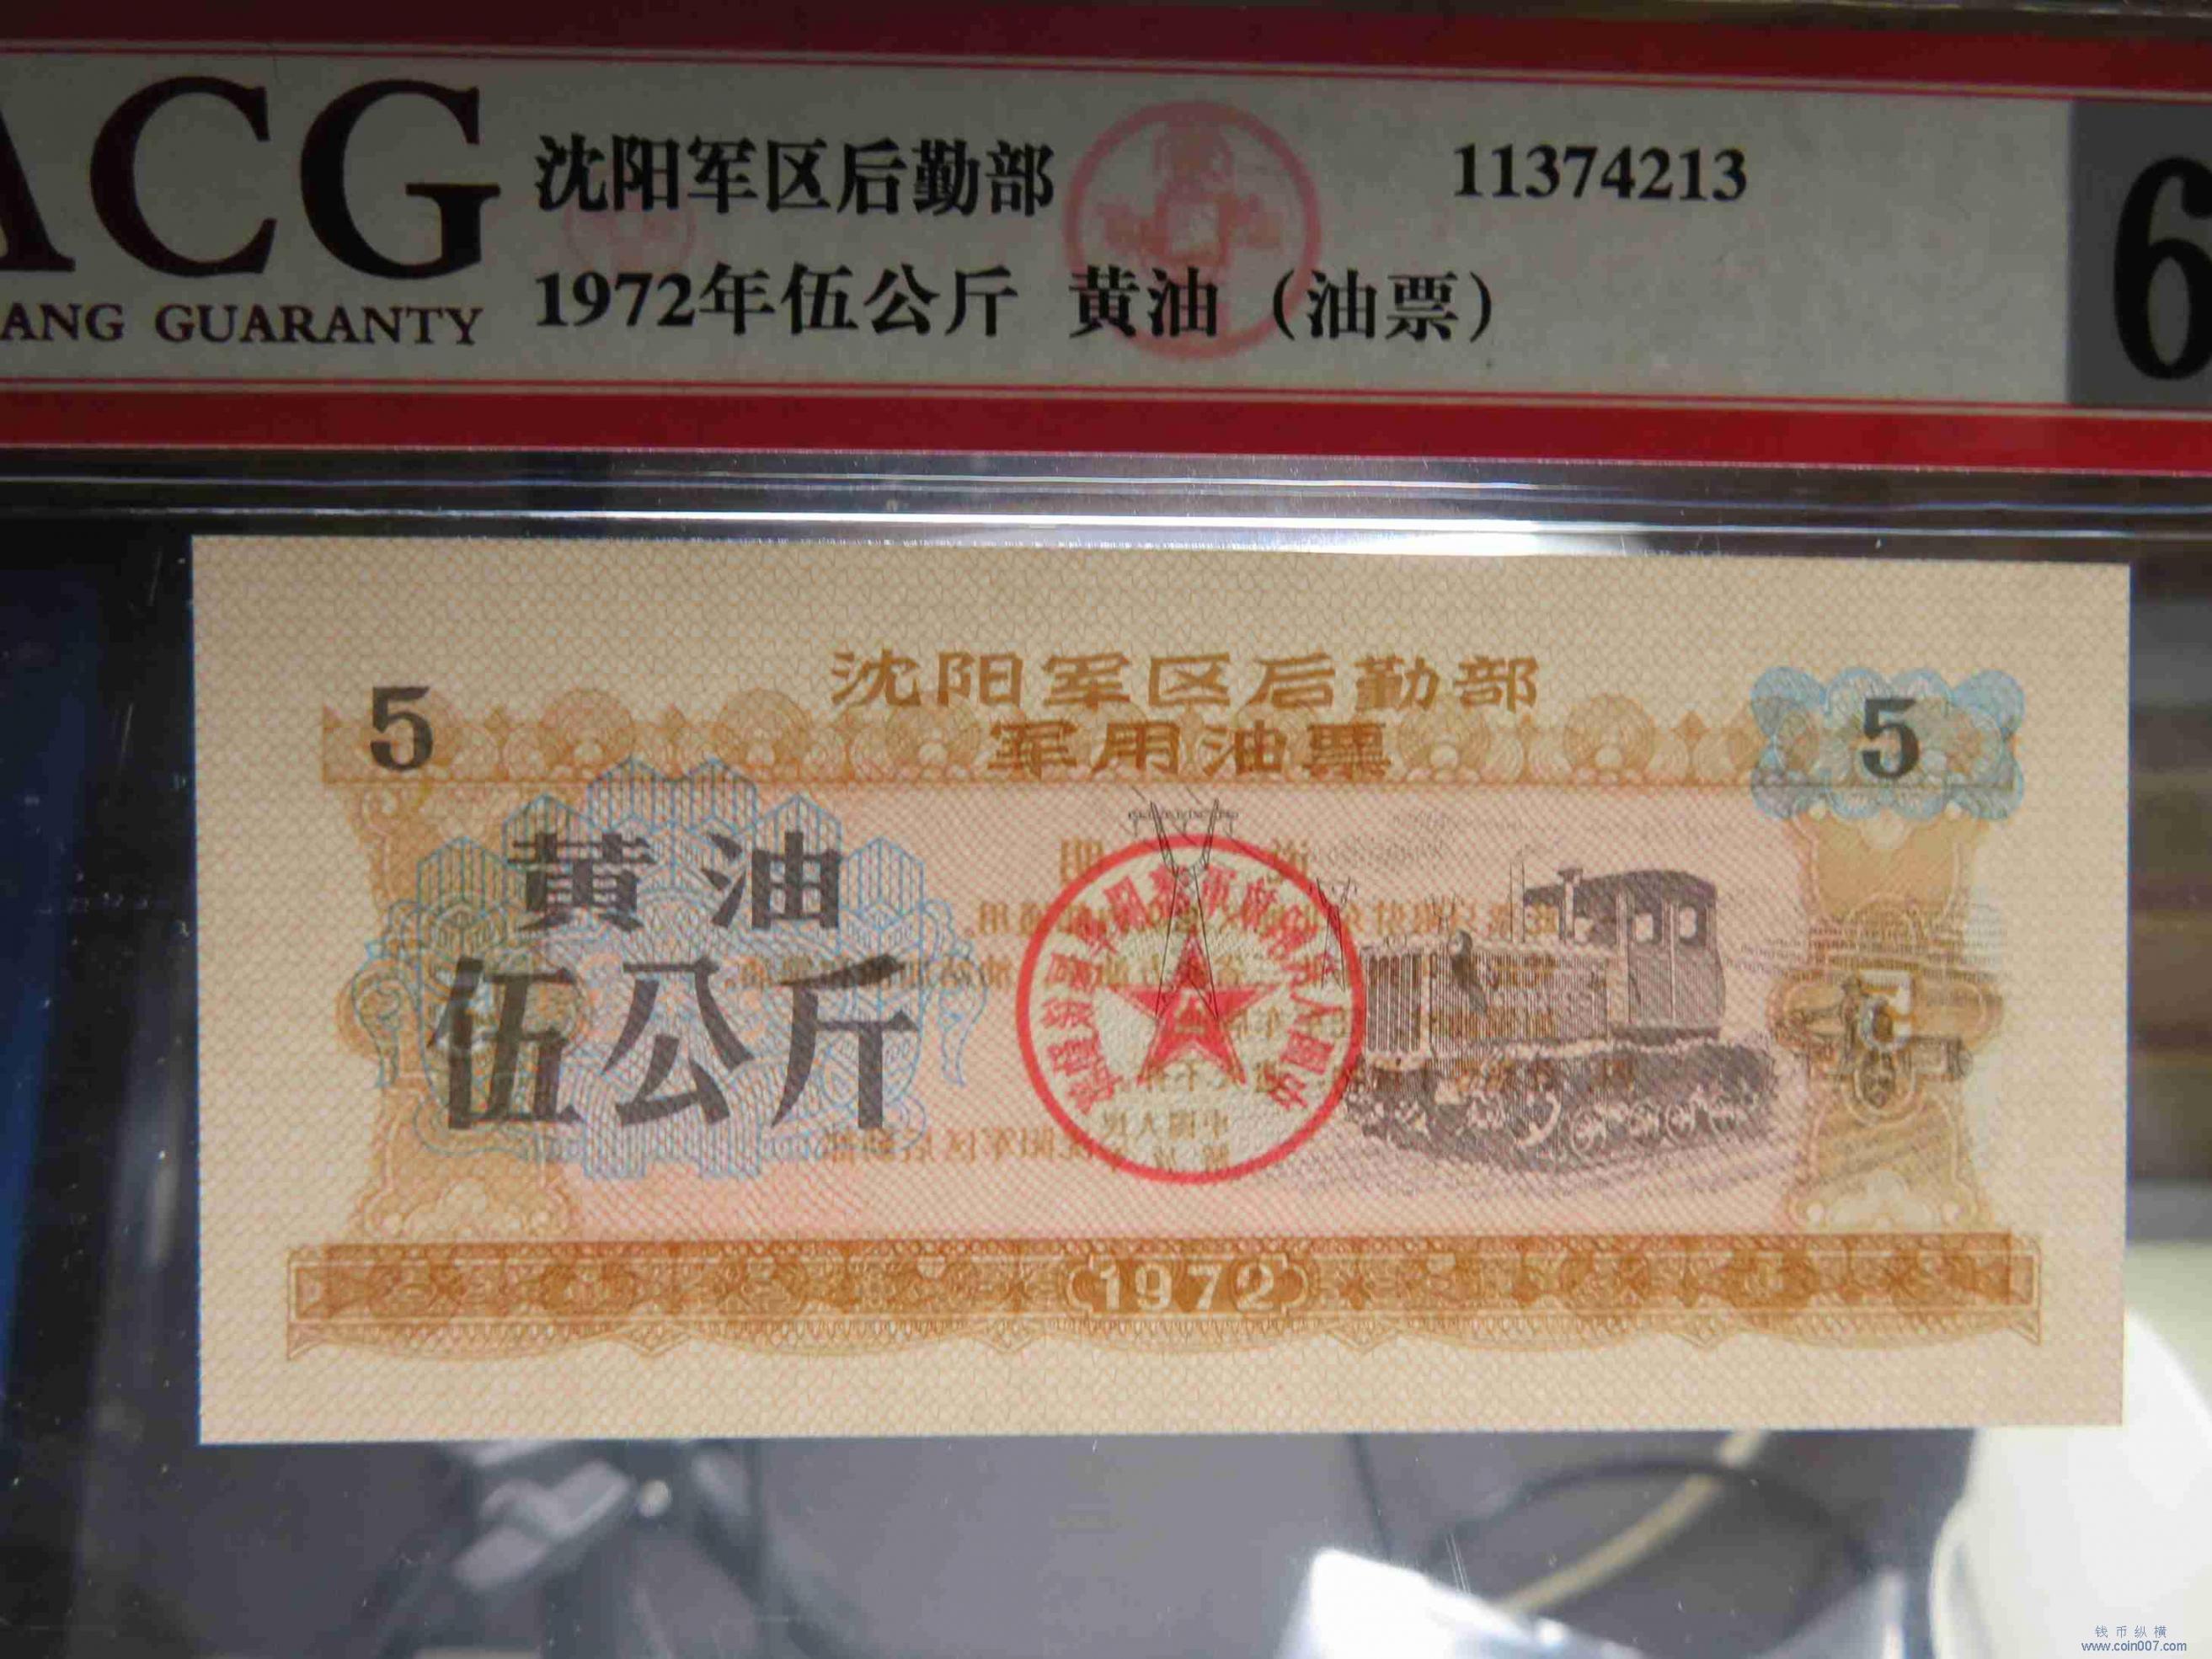 ACG
沈阳军区后勤部
11374213
ANG GUARANTY
1972年伍公斤 黄油（油票）
6
沈阳军区后勤部
军用油票
5
5
黄油
伍公斤
1972
钱币纵横
www.coin007.com